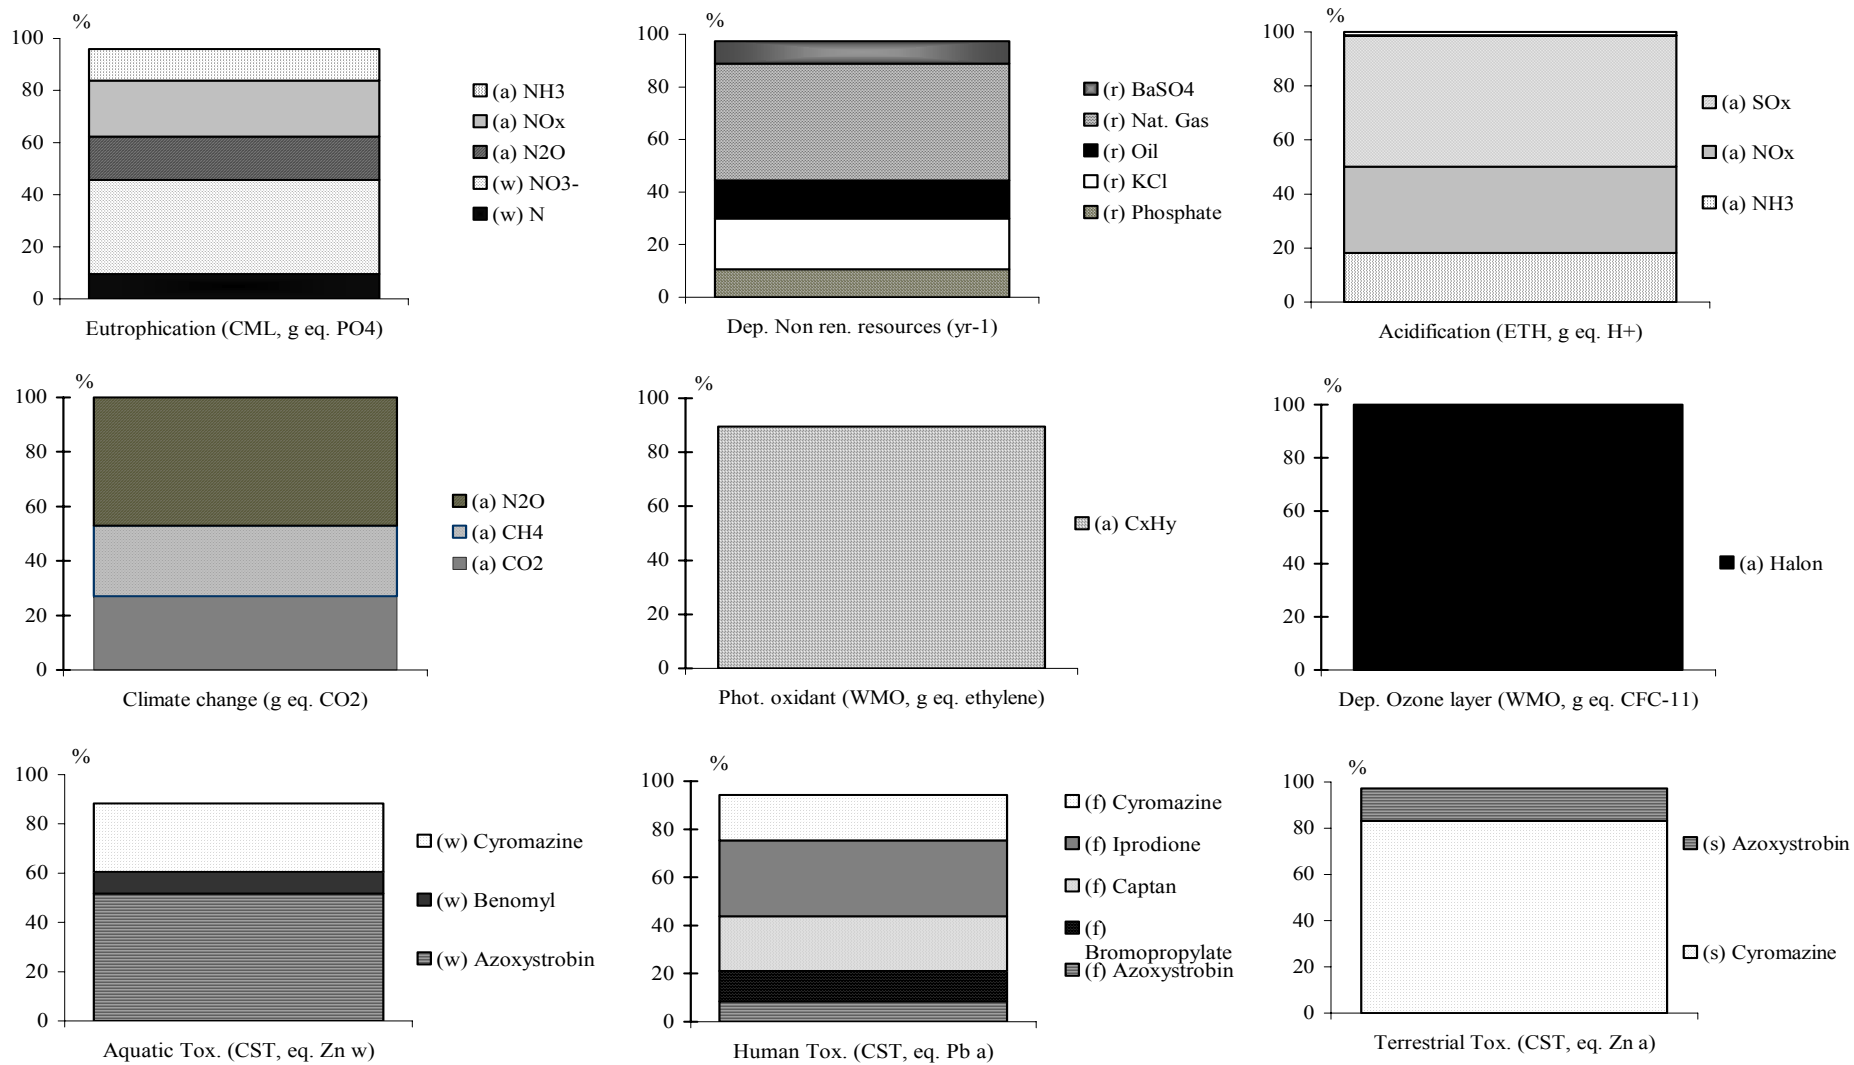 %
100
80
60
40
20
0
(a) NH3
(a) NOx
(a) N2O
(w) NO3-
(w) N
Eutrophication (CML, g eq. PO4)
%
100
80
60
40
20
0
(r) BaSO4
(r) Nat. Gas
(r) Oil
(r) KCl
(r) Phosphate
Dep. Non ren. resources (yr-1)
%
100
80
60
40
20
0
(a) SOx
(a) NOx
(a) NH3
Acidification (ETH, g eq. H+)
%
100
80
60
40
20
0
(a) N2O
(a) CH4
(a) CO2
Climate change (g eq. CO2)
%
100
80
60
40
20
0
(a) CxHy
Phot. oxidant (WMO, g eq. ethylene)
%
100
80
60
40
20
0
(a) Halon
Dep. Ozone layer (WMO, g eq. CFC-11)
%
100
80
60
40
20
0
(w) Cyromazine
(w) Benomyl
(w) Azoxystrobin
Aquatic Tox. (CST, eq. Zn w)
%
100
80
60
40
20
0
(f) Cyromazine
(f) Iprodione
(f) Captan
(f)
Bromopropylate
(f) Azoxystrobin
Human Tox. (CST, eq. Pb a)
%
100
80
60
40
20
0
(s) Azoxystrobin
(s) Cyromazine
Terrestrial Tox. (CST, eq. Zn a)